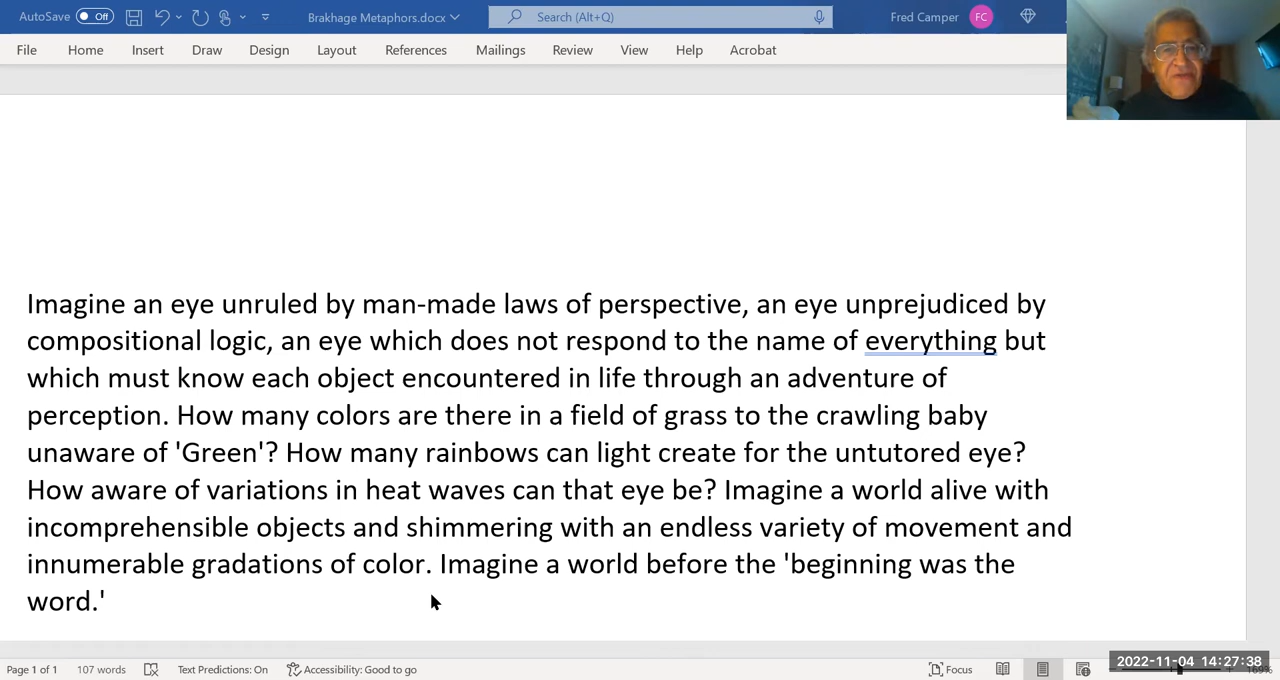 AutoSave Off Brakhage Metaphors.docx Search (Alt+Q) Fred Camper FC
File Home Insert Draw Design Layout References Mailings Review View Help Acrobat
Imagine an eye unruled by man-made laws of perspective, an eye unprejudiced by
compositional logic, an eye which does not respond to the name of everything but
which must know each object encountered in life through an adventure of
perception. How many colors are there in a field of grass to the crawling baby
unaware of 'Green'? How many rainbows can light create for the untutored eye?
How aware of variations in heat waves can that eye be? Imagine a world alive with
incomprehensible objects and shimmering with an endless variety of movement and
innumerable gradations of color. Imagine a world before the 'beginning was the
word.'
Page 1 of 1 107 words Text Predictions: On Accessibility: Good to go Focus 2022-11-04 14:27:38